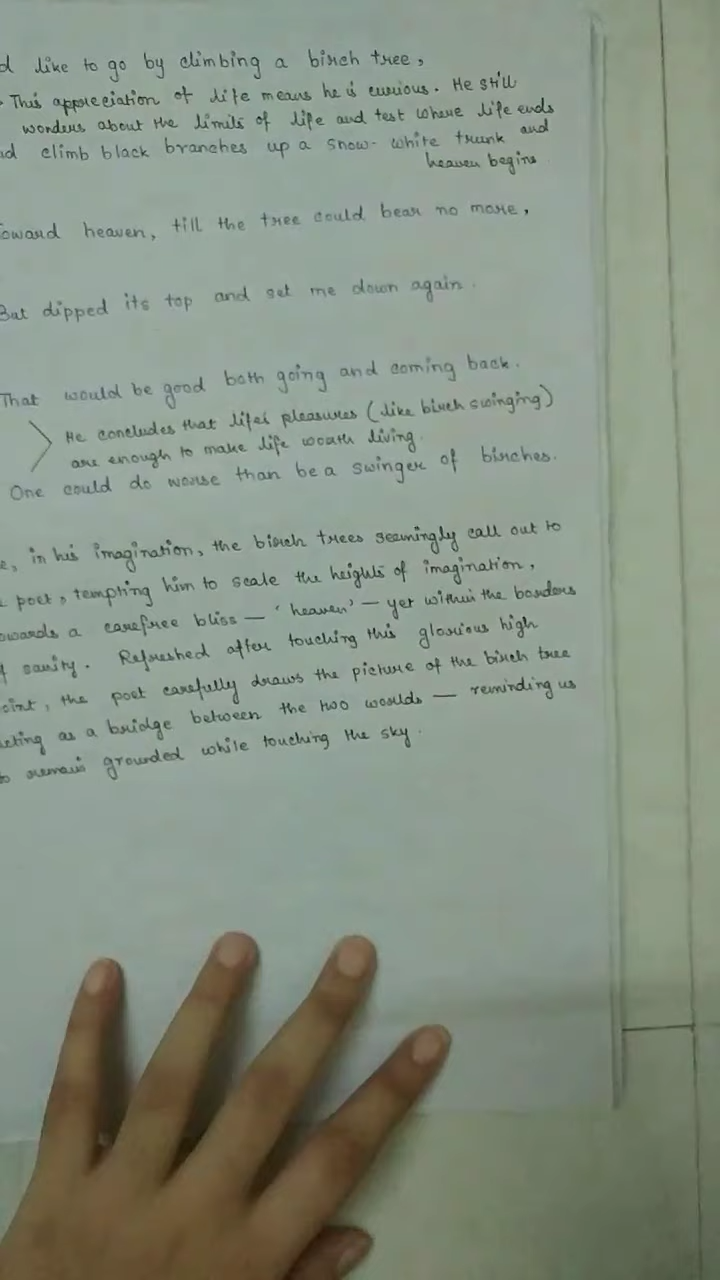 d like to go by climbing a birch tree,
. This appreciation of life means he is curious. He still
wonders about the limits of life and test where life ends
nd climb black branches up a snow-white trunk and
heaven begins.
oward heaven, till the tree could bear no more,
But dipped its top and set me down again.
That would be good both going and coming back.
He concludes that life's pleasures (like birch swinging)
are enough to make life worth living.
One could do worse than be a swinger of birches.
e, in his imagination, the birch trees seemingly call out to
poet, tempting him to scale the heights of imagination,
owards a carefree bliss — 'heaven' — yet within the borders
f sanity. Refreshed after touching this glorious high
oint, the poet carefully draws the picture of the birch tree
cting as a bridge between the two worlds — reminding us
o remain grounded while touching the sky.